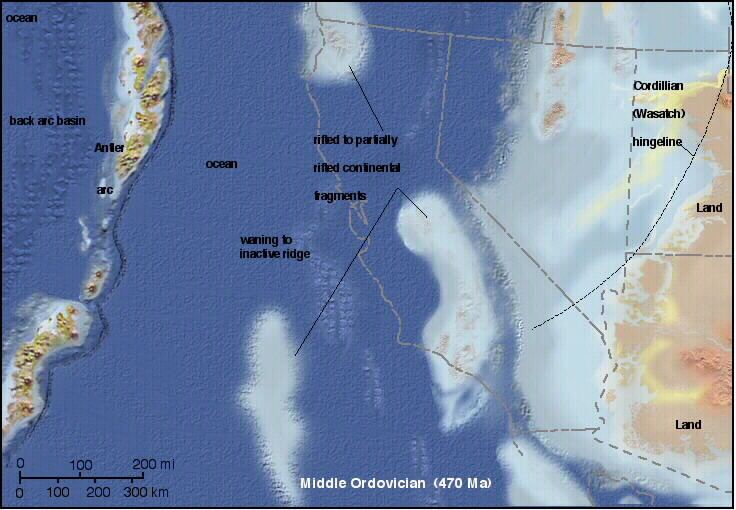 ocean
back arc basin
Antler
arc
ocean
rifted to partially
rifted continental
fragments
waning to
inactive ridge
Cordillian
(Wasatch)
hingeline
Land
Land
0 100 200 mi
0 100 200 300 km
Middle Ordovician (470 Ma)